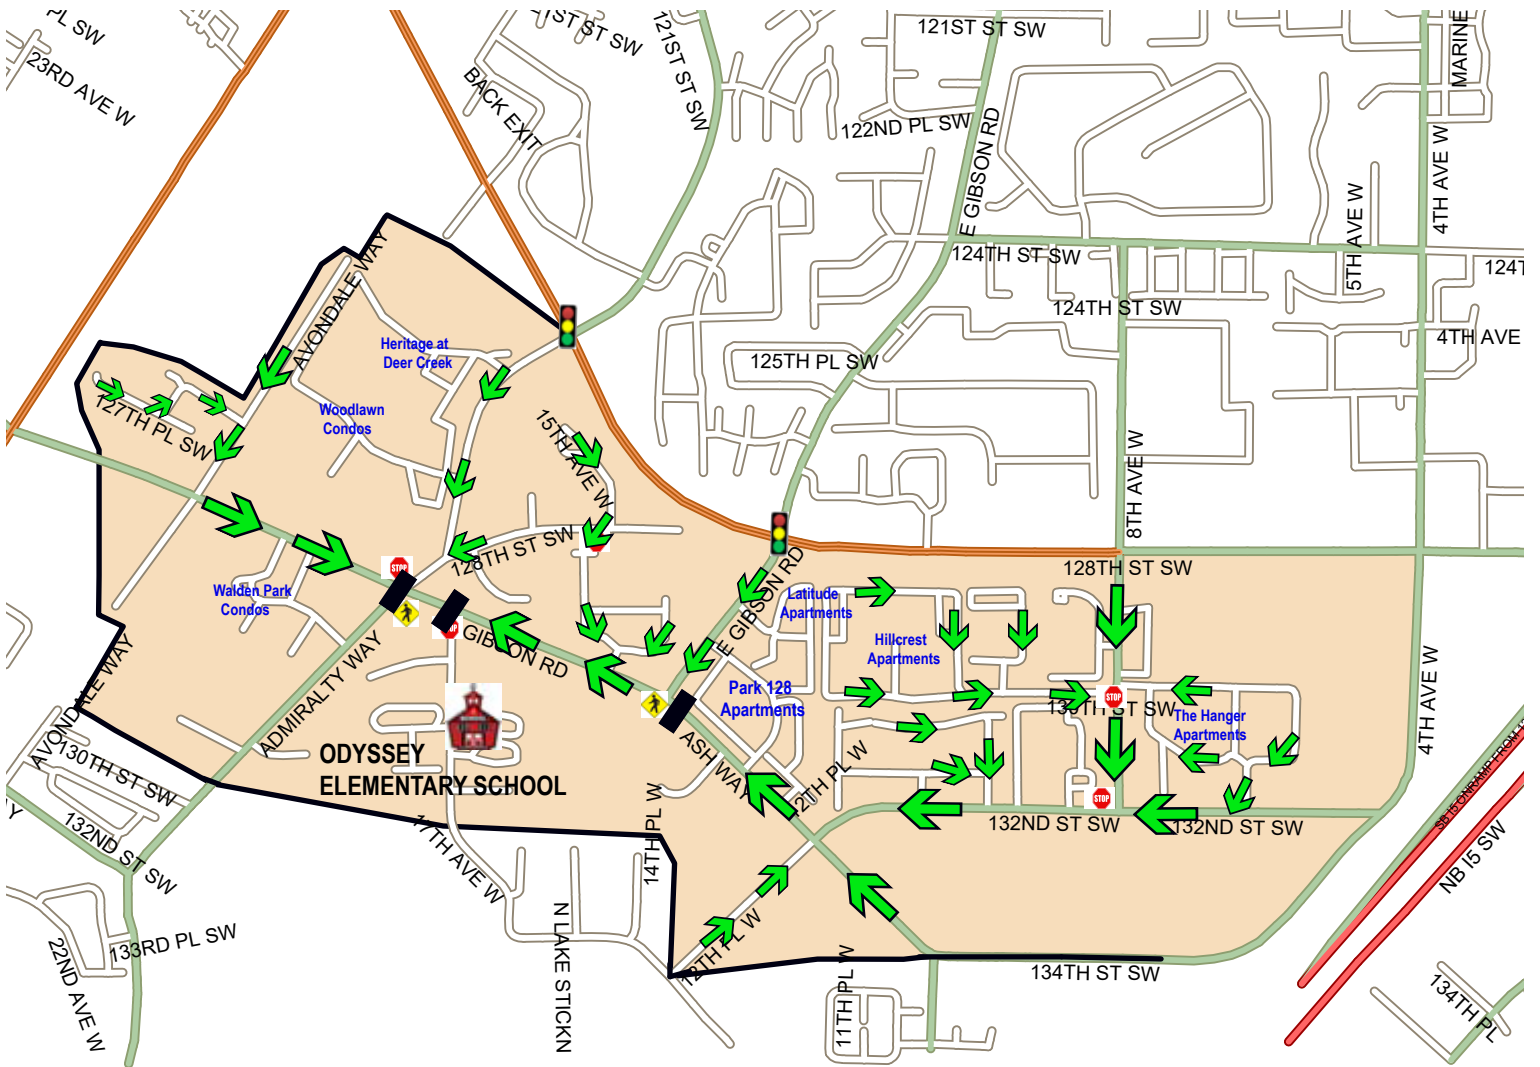 PL SW
23RD AVE W
BACK EXIT
121ST ST SW
121ST ST SW
MARINE
122ND PL SW
E GIBSON RD
4TH AVE W
5TH AVE W
124TH ST SW
124T
124TH ST SW
4TH AVE
125TH PL SW
AVONDALE WAY
Heritage at
Deer Creek
127TH PL SW
Woodlawn
Condos
15TH AVE W
8TH AVE W
128TH ST SW
128TH ST SW
STOP
Walden Park
Condos
GIBSON RD
E GIBSON RD
Latitude
Apartments
Hillcrest
Apartments
Park 128
Apartments
STOP
The Hanger
Apartments
AVONDALE WAY
ADMIRALTY WAY
4TH AVE W
ODYSSEY
ELEMENTARY SCHOOL
ASH WAY
12TH PL W
130TH ST SW
STOP
132ND ST SW
132ND ST SW
132ND ST SW
17TH AVE W
14TH PL W
SB I5 ONRAMP FROM
NB I5 SW
133RD PL SW
22ND AVE W
N LAKE STICKN
12TH PL W
11TH PL W
134TH ST SW
134TH PL